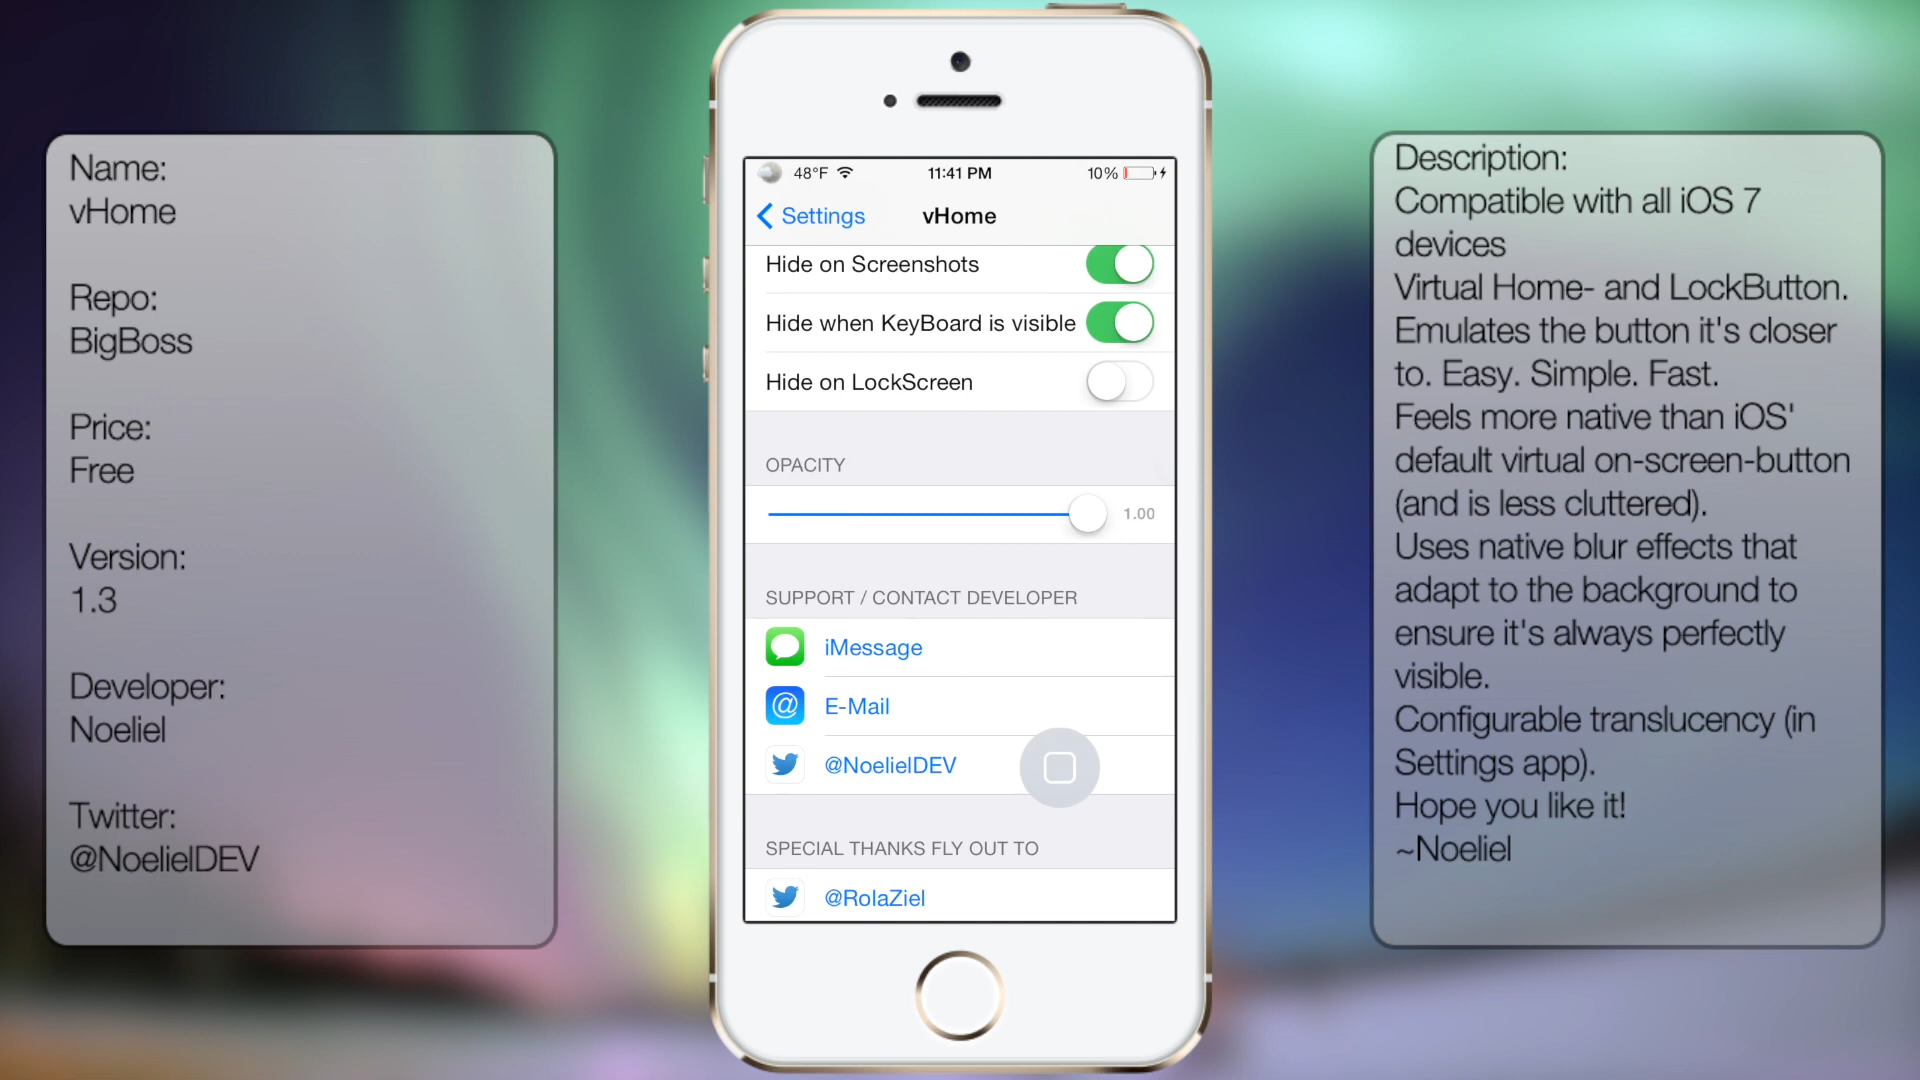 Name:
vHome
Repo:
BigBoss
Price:
Free
Version:
1.3
Developer:
Noeliel
Twitter:
@NoelielDEV
48°F
11:41 PM
10%
Settings
vHome
Hide on Screenshots
Hide when KeyBoard is visible
Hide on LockScreen
OPACITY
1.00
SUPPORT / CONTACT DEVELOPER
iMessage
@
E-Mail
@NoelielDEV
SPECIAL THANKS FLY OUT TO
@RolaZiel
Description:
Compatible with all iOS 7
devices
Virtual Home- and LockButton.
Emulates the button it's closer
to. Easy. Simple. Fast.
Feels more native than iOS'
default virtual on-screen-button
(and is less cluttered).
Uses native blur effects that
adapt to the background to
ensure it's always perfectly
visible.
Configurable translucency (in
Settings app).
Hope you like it!
~Noeliel